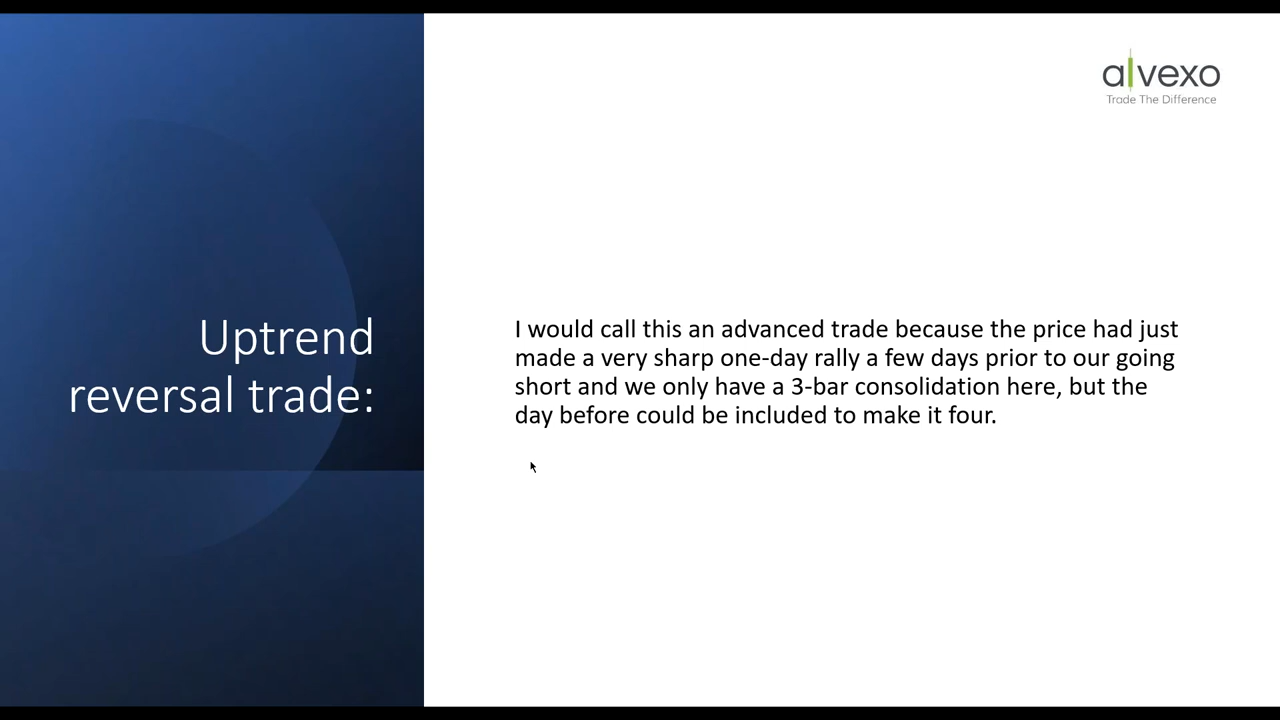 alvexo
Trade The Difference
Uptrend
reversal trade:
I would call this an advanced trade because the price had just
made a very sharp one-day rally a few days prior to our going
short and we only have a 3-bar consolidation here, but the
day before could be included to make it four.